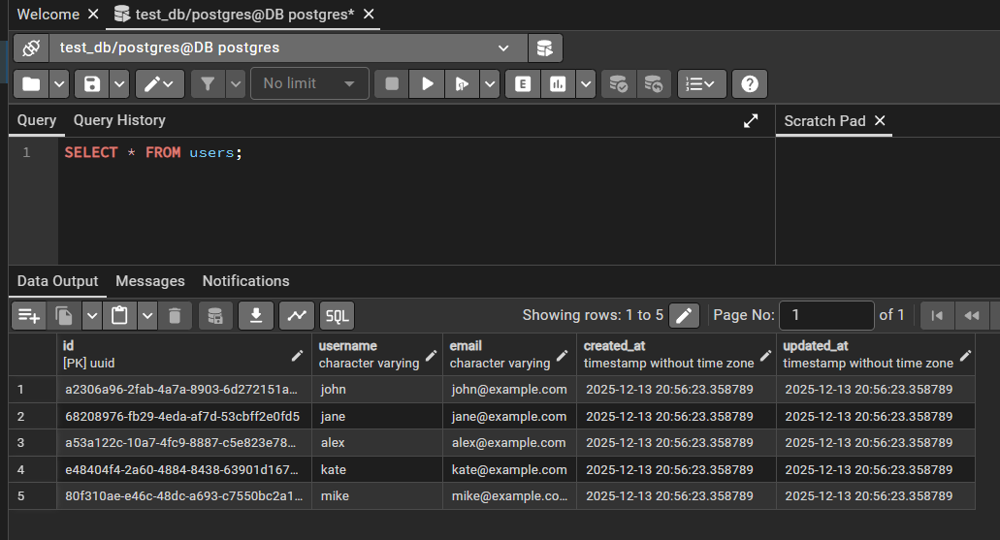 Welcome
test_db/postgres@DB postgres*
test_db/postgres@DB postgres
No limit
E
Query
Query History
Scratch Pad
1
SELECT * FROM users;
Data Output
Messages
Notifications
SQL
Showing rows: 1 to 5
Page No:
1
of 1
id
[PK] uuid
username
character varying
email
character varying
created_at
timestamp without time zone
updated_at
timestamp without time zone
1 a2306a96-2fab-4a7a-8903-6d272151a… john john@example.com 2025-12-13 20:56:23.358789 2025-12-13 20:56:23.358789
2 68208976-fb29-4eda-af7d-53cbff2e0fd5 jane jane@example.com 2025-12-13 20:56:23.358789 2025-12-13 20:56:23.358789
3 a53a122c-10a7-4fc9-8887-c5e823e78… alex alex@example.com 2025-12-13 20:56:23.358789 2025-12-13 20:56:23.358789
4 e48404f4-2a60-4884-8438-63901d167… kate kate@example.com 2025-12-13 20:56:23.358789 2025-12-13 20:56:23.358789
5 80f310ae-e46c-48dc-a693-c7550bc2a1… mike mike@example.co… 2025-12-13 20:56:23.358789 2025-12-13 20:56:23.358789